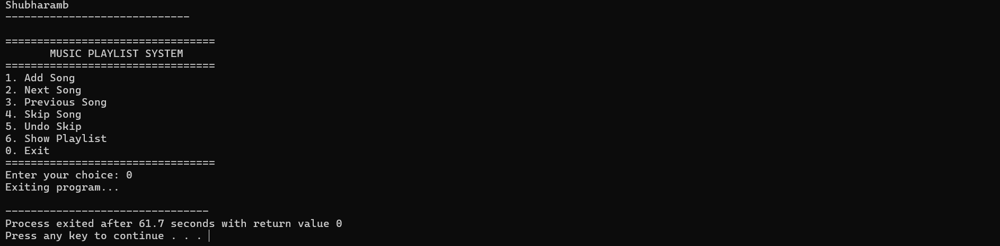 Shubharamb
-----------------------------
=================================
MUSIC PLAYLIST SYSTEM
=================================
1. Add Song
2. Next Song
3. Previous Song
4. Skip Song
5. Undo Skip
6. Show Playlist
0. Exit
=================================
Enter your choice: 0
Exiting program...
--------------------------------
Process exited after 61.7 seconds with return value 0
Press any key to continue . . .